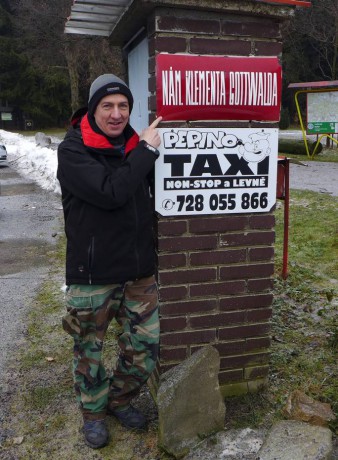 NÁM. KLEMENTA GOTTWALDA
PEPINO
TAXI
NON-STOP a LEVNĚ
728 055 866